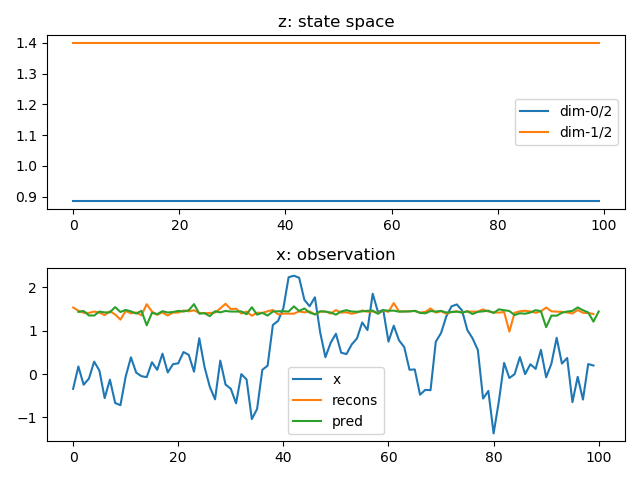 z: state space
1.4
1.3
1.2
1.1
1.0
0.9
dim-0/2
dim-1/2
0 20 40 60 80 100
x: observation
2
1
0
−1
x
recons
pred
0 20 40 60 80 100